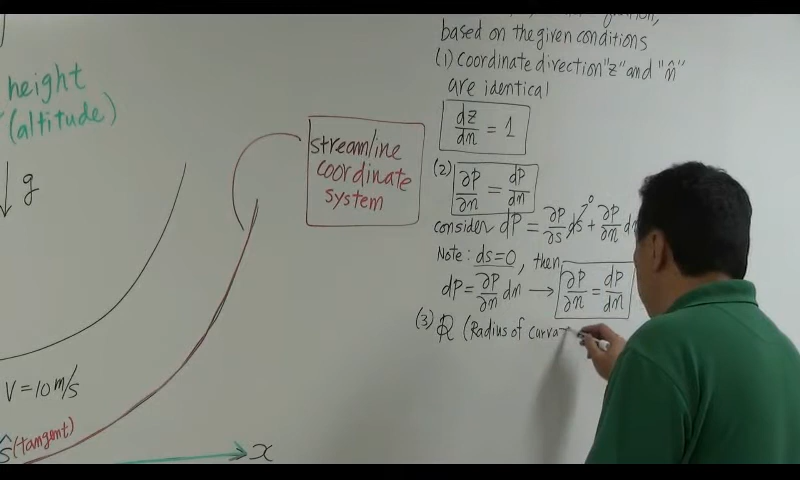 height
(altitude)
g
V = 10 m/s
ŝ (tangent)
x
streamline
coordinate
system
based on the given conditions
(1) Coordinate direction "z" and "n̂"
are identical
dz/dn = 1
(2) ∂P/∂n = dP/dn
consider dP = ∂P/∂s ds⁰ + ∂P/∂n dn
Note: ds=0, then
dP = ∂P/∂n dn → ∂P/∂n = dP/dn
(3) R (Radius of curva